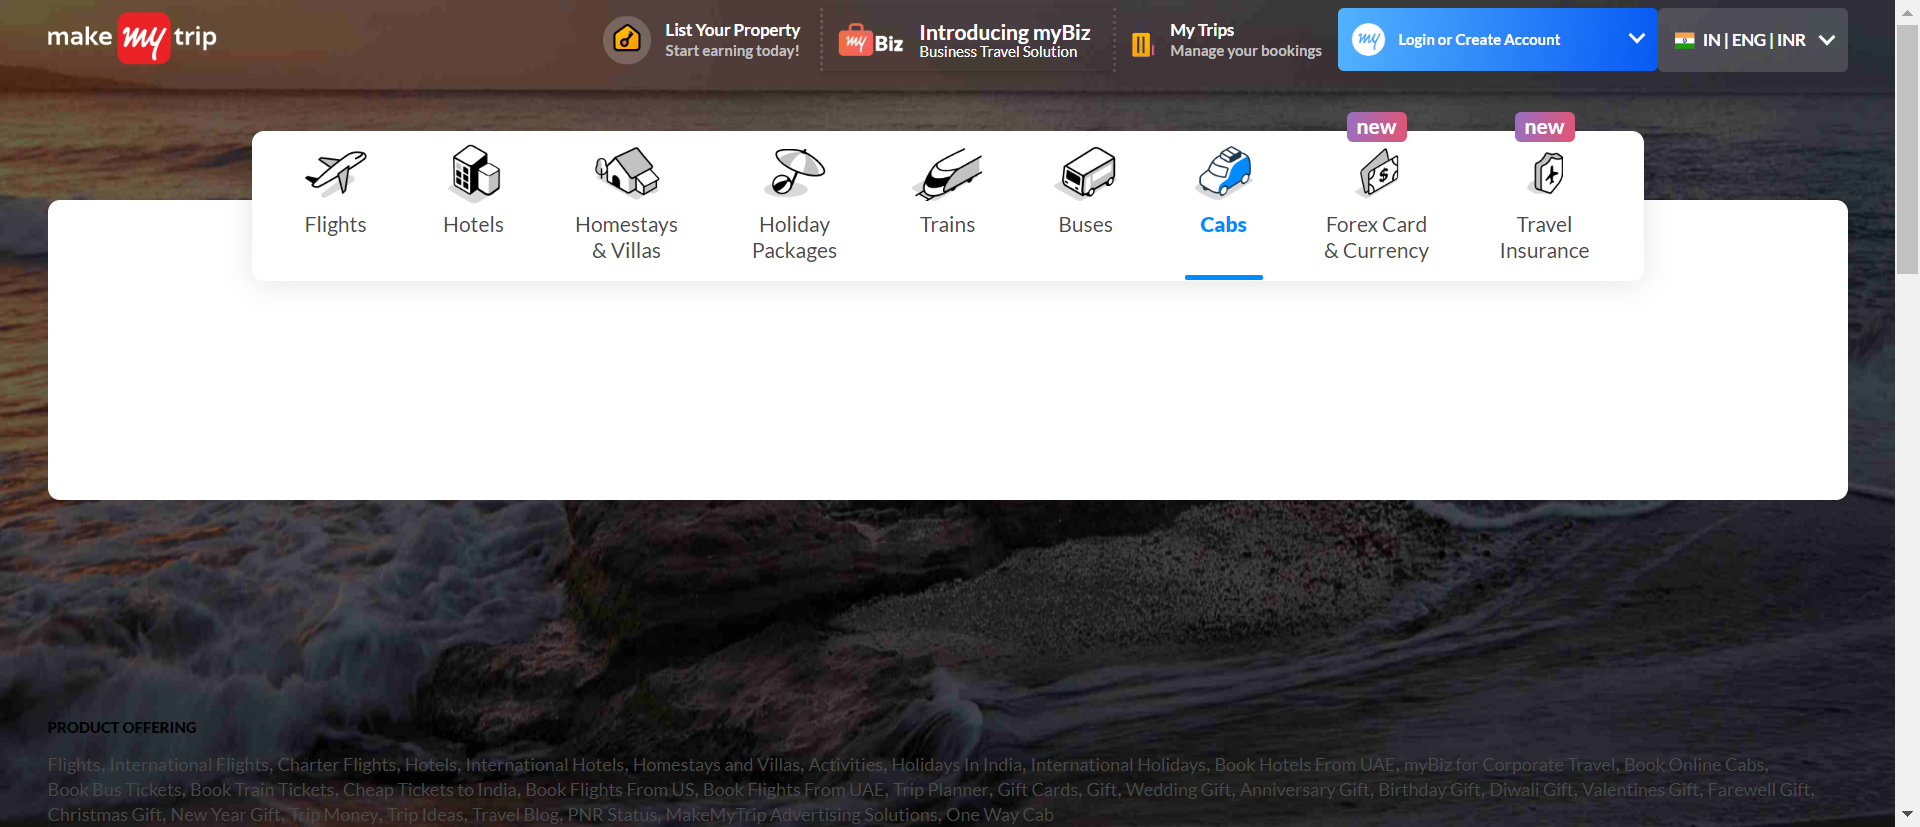 make my trip
List Your Property
Start earning today!
my Biz
Introducing myBiz
Business Travel Solution
My Trips
Manage your bookings
my Login or Create Account
IN | ENG | INR
new
new
Flights
Hotels
Homestays
& Villas
Holiday
Packages
Trains
Buses
Cabs
Forex Card
& Currency
Travel
Insurance
PRODUCT OFFERING
Flights, International Flights, Charter Flights, Hotels, International Hotels, Homestays and Villas, Activities, Holidays In India, International Holidays, Book Hotels From UAE, myBiz for Corporate Travel, Book Online Cabs,
Book Bus Tickets, Book Train Tickets, Cheap Tickets to India, Book Flights From US, Book Flights From UAE, Trip Planner, Gift Cards, Gift, Wedding Gift, Anniversary Gift, Birthday Gift, Diwali Gift, Valentines Gift, Farewell Gift,
Christmas Gift, New Year Gift, Trip Money, Trip Ideas, Travel Blog, PNR Status, MakeMyTrip Advertising Solutions, One Way Cab